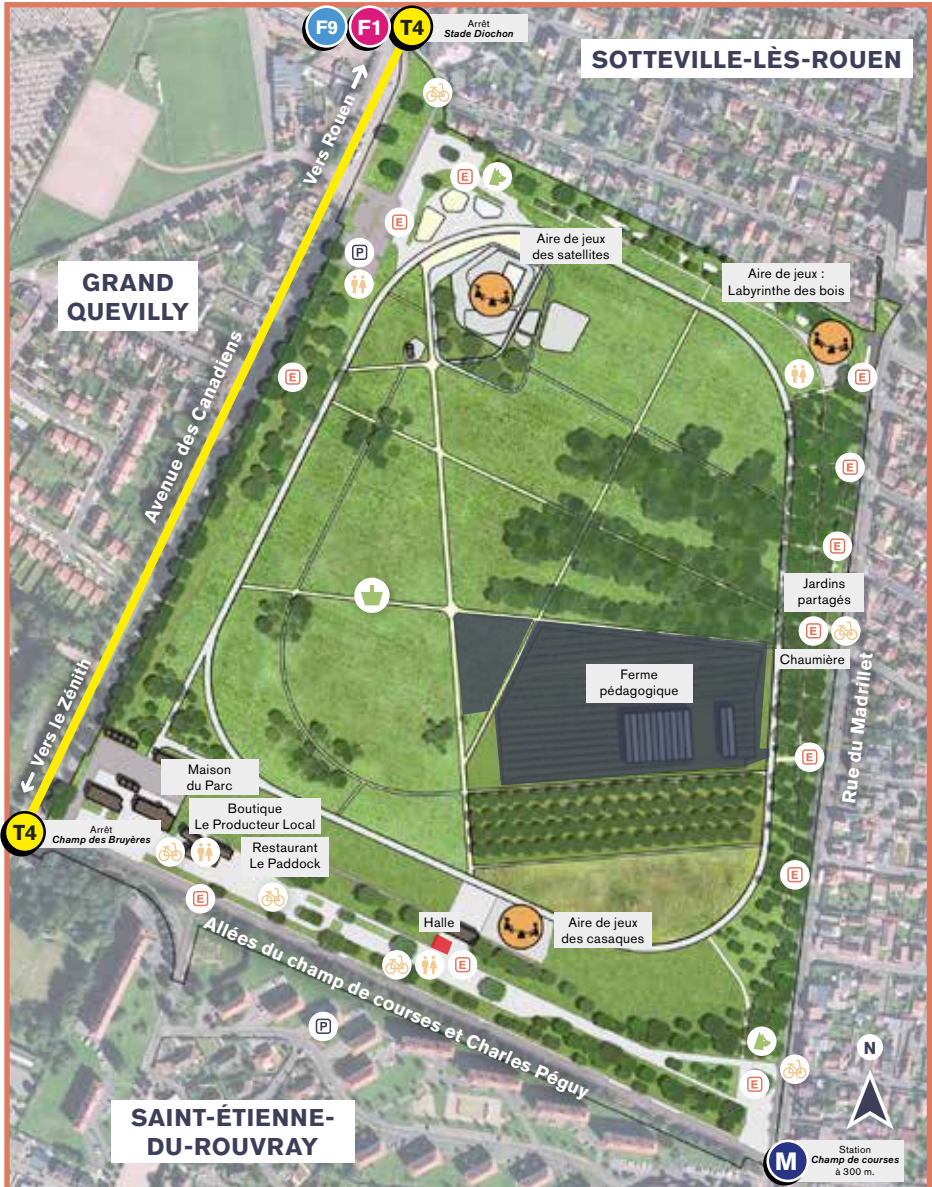 F9
F1
T4
Arrêt
Stade Diochon
SOTTEVILLE-LÈS-ROUEN
Vers Rouen →
E
E
P
Aire de jeux
des satellites
Aire de jeux :
Labyrinthe des bois
GRAND
QUEVILLY
Avenue des Canadiens
E
E
E
E
Jardins
partagés
E
Chaumière
Ferme
pédagogique
Rue du Madrillet
← Vers le Zénith
E
Maison
du Parc
Boutique
Le Producteur Local
T4
Arrêt
Champ des Bruyères
Restaurant
Le Paddock
E
E
Halle
Aire de jeux
des casaques
E
Allées du champ de courses et Charles Péguy
P
E
N
SAINT-ÉTIENNE-
DU-ROUVRAY
M
Station
Champ de courses
à 300 m.